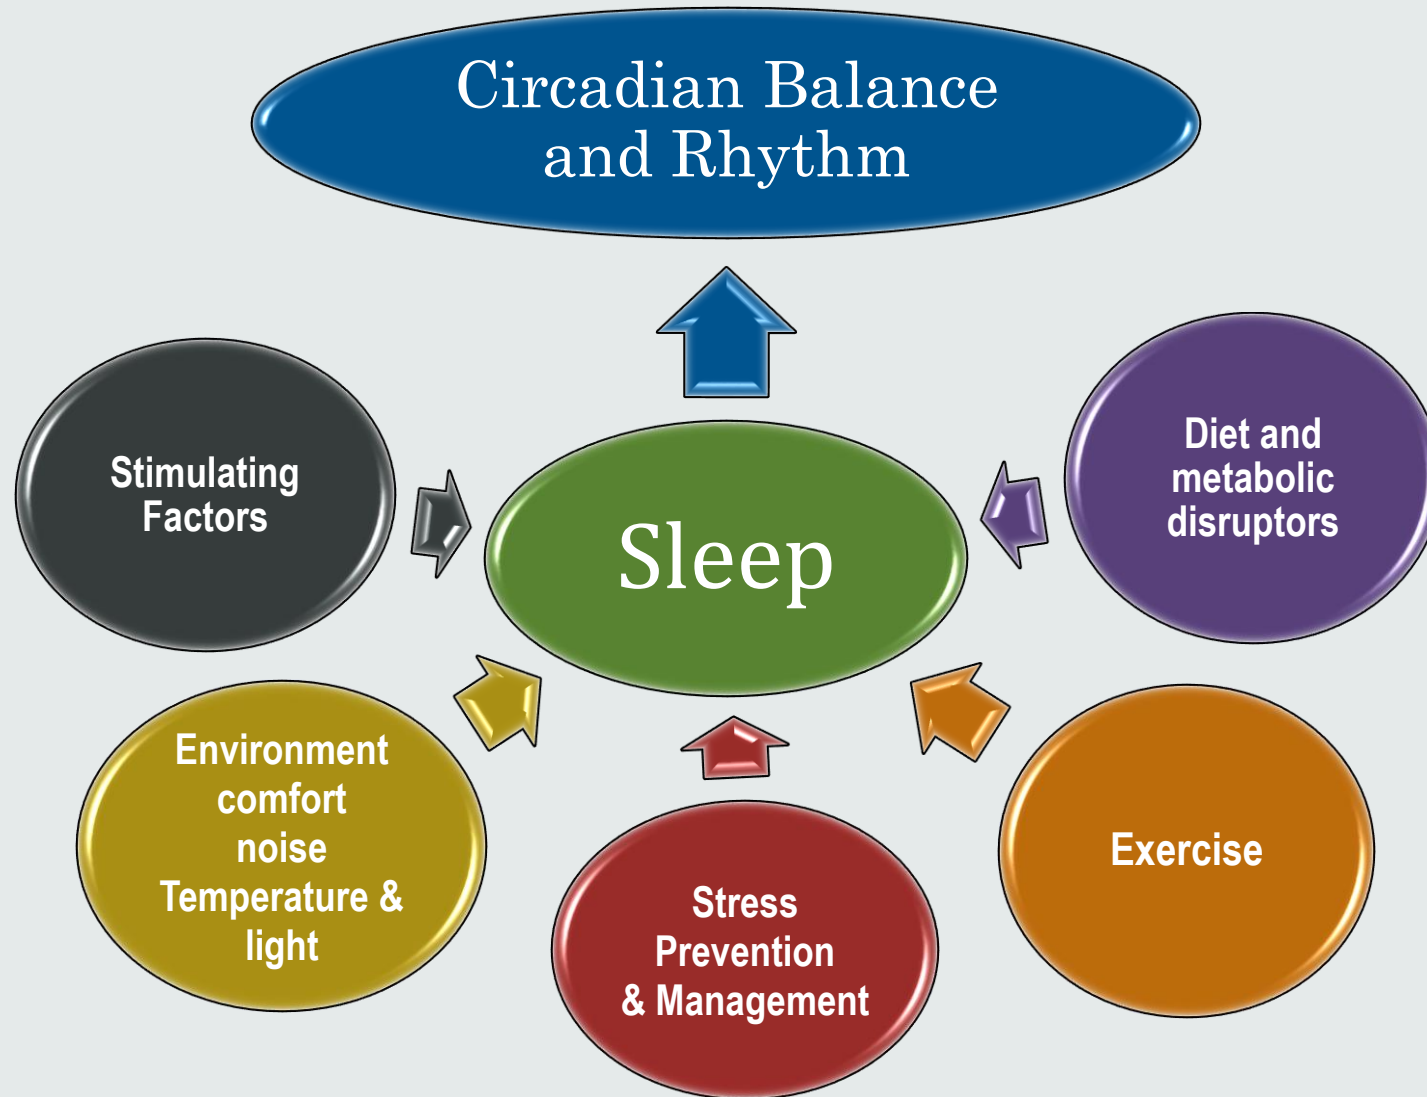 Circadian Balance
and Rhythm
Stimulating
Factors
Sleep
Diet and
metabolic
disruptors
Environment
comfort
noise
Temperature &
light
Stress
Prevention
& Management
Exercise